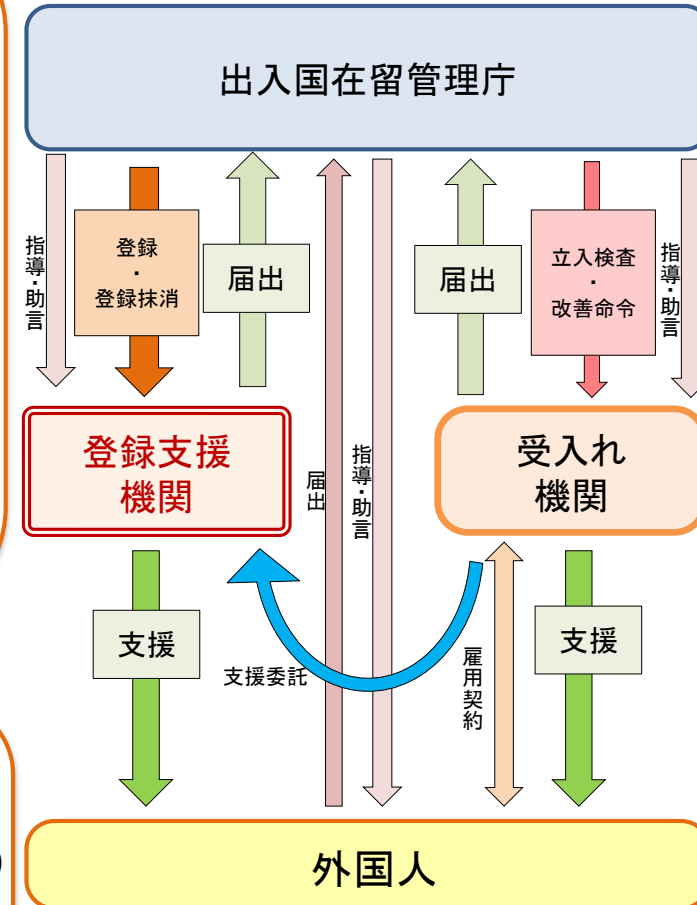 出入国在留管理庁
指導・助言
登録
・
登録抹消
届出
届出
立入検査
・
改善命令
指導・助言
登録支援
機関
届出
指導・助言
受入れ
機関
支援
支援委託
雇用契約
支援
外国人
)